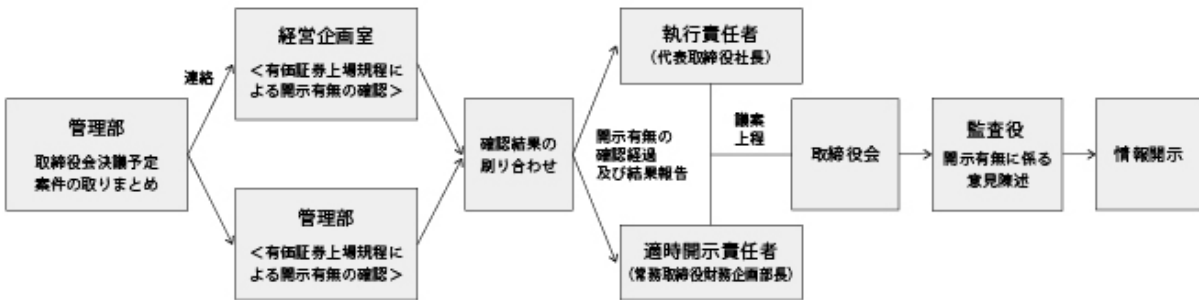 管理部
取締役会決議予定
案件の取りまとめ
連絡
経営企画室
<有価証券上場規程に
よる開示有無の確認>
管理部
<有価証券上場規程に
よる開示有無の確認>
確認結果の
刷り合わせ
開示有無の
確認経過
及び結果報告
執行責任者
(代表取締役社長)
適時開示責任者
(常務取締役財務企画部長)
議案
上程
取締役会
監査役
開示有無に係る
意見陳述
情報開示